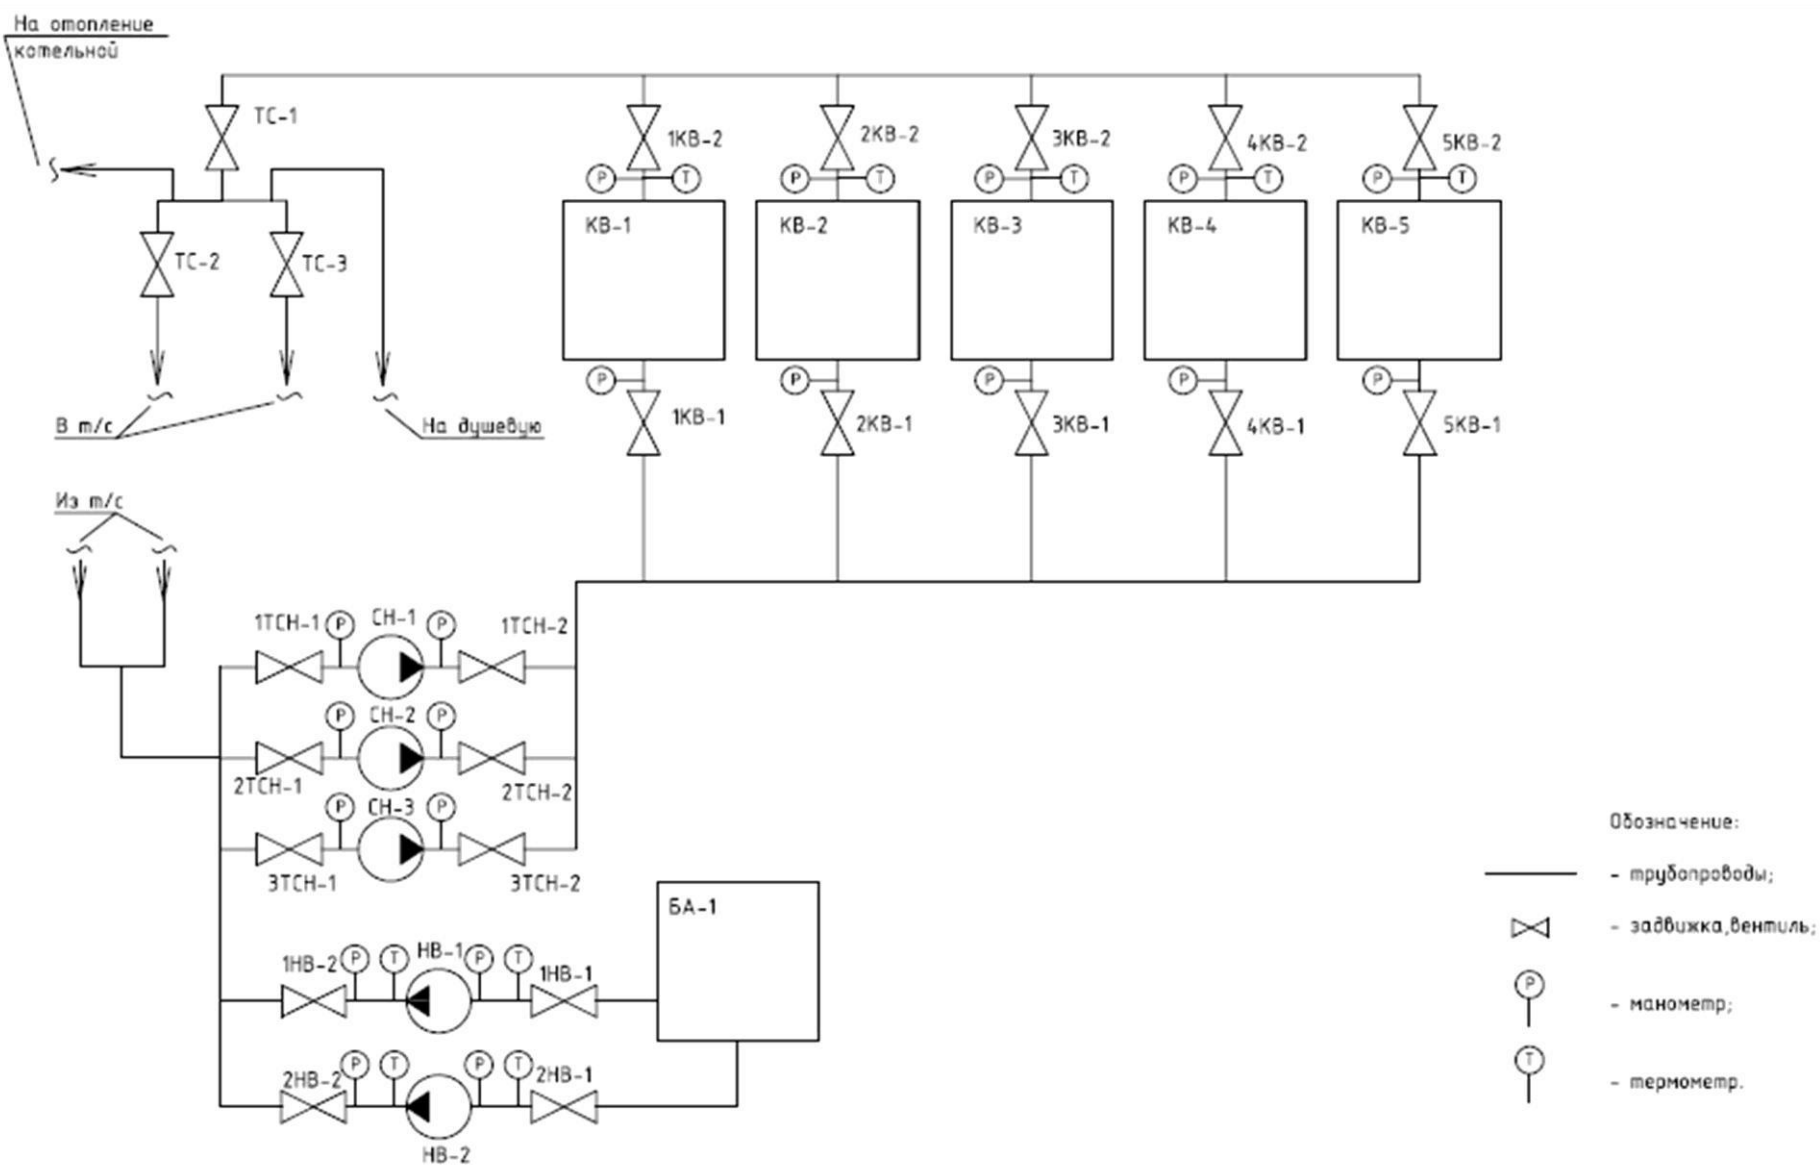 На отопление
котельной
ТС-1
1КВ-2
2КВ-2
3КВ-2
4КВ-2
5КВ-2
P
T
P
T
P
T
P
T
P
T
КВ-1
КВ-2
КВ-3
КВ-4
КВ-5
ТС-2
ТС-3
P
P
P
P
P
В т/с
На душевую
1КВ-1
2КВ-1
3КВ-1
4КВ-1
5КВ-1
Из т/с
1ТСН-1
P
СН-1
P
1ТСН-2
P
СН-2
P
2ТСН-1
2ТСН-2
P
СН-3
P
3ТСН-1
3ТСН-2
БА-1
1НВ-2
P
T
НВ-1
P
T
1НВ-1
2НВ-2
P
T
P
T
2НВ-1
НВ-2
Обозначение:
- трубопроводы;
- задвижка,вентиль;
P
- манометр;
T
- термометр.